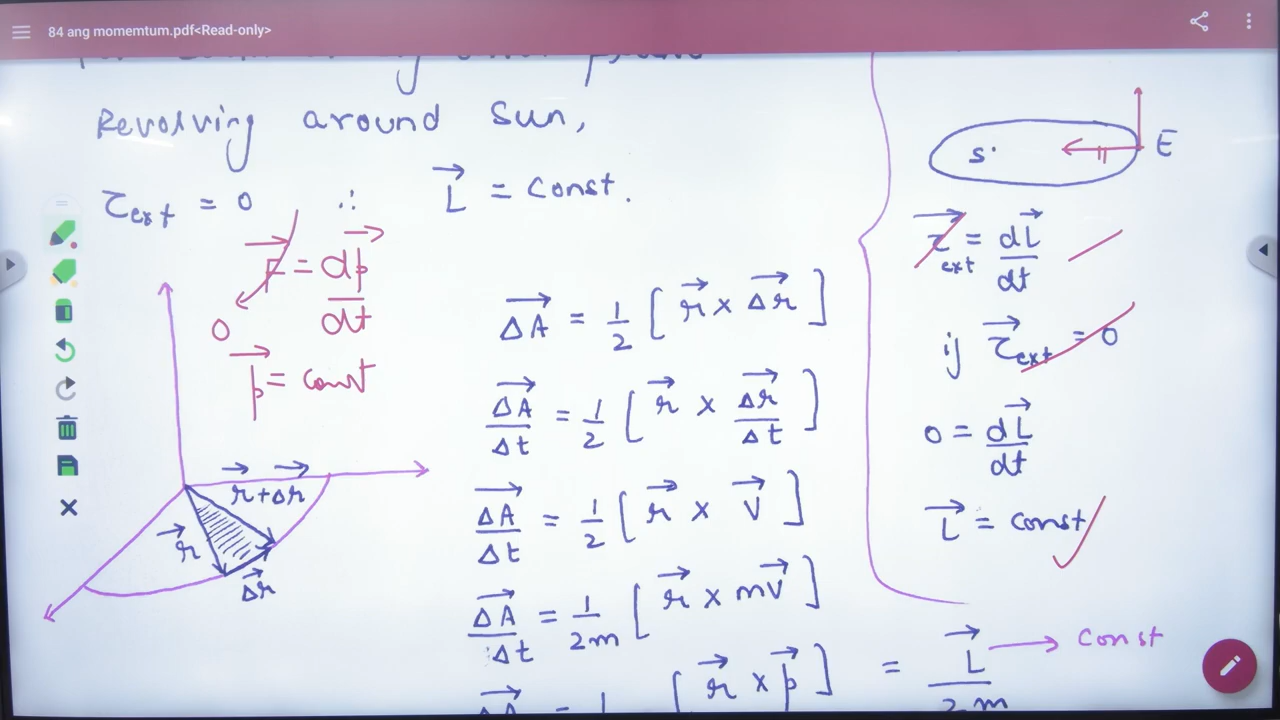 84 ang momemtum.pdf<Read-only>
Revolving around sun,
τext = 0 ∴ L⃗ = Const.
F⃗ = dp⃗/dt
0
p⃗ = const
r⃗+Δr⃗
r⃗
Δr⃗
ΔA⃗ = 1/2 [ r⃗ × Δr⃗ ]
ΔA⃗/Δt = 1/2 [ r⃗ × Δr⃗/Δt ]
ΔA⃗/Δt = 1/2 [ r⃗ × v⃗ ]
ΔA⃗/Δt = 1/2m [ r⃗ × mv⃗ ]
[ r⃗ × p⃗ ] = L⃗/2m → Const
S
E
τ⃗ext = dL⃗/dt
if τ⃗ext = 0
0 = dL⃗/dt
L⃗ = const